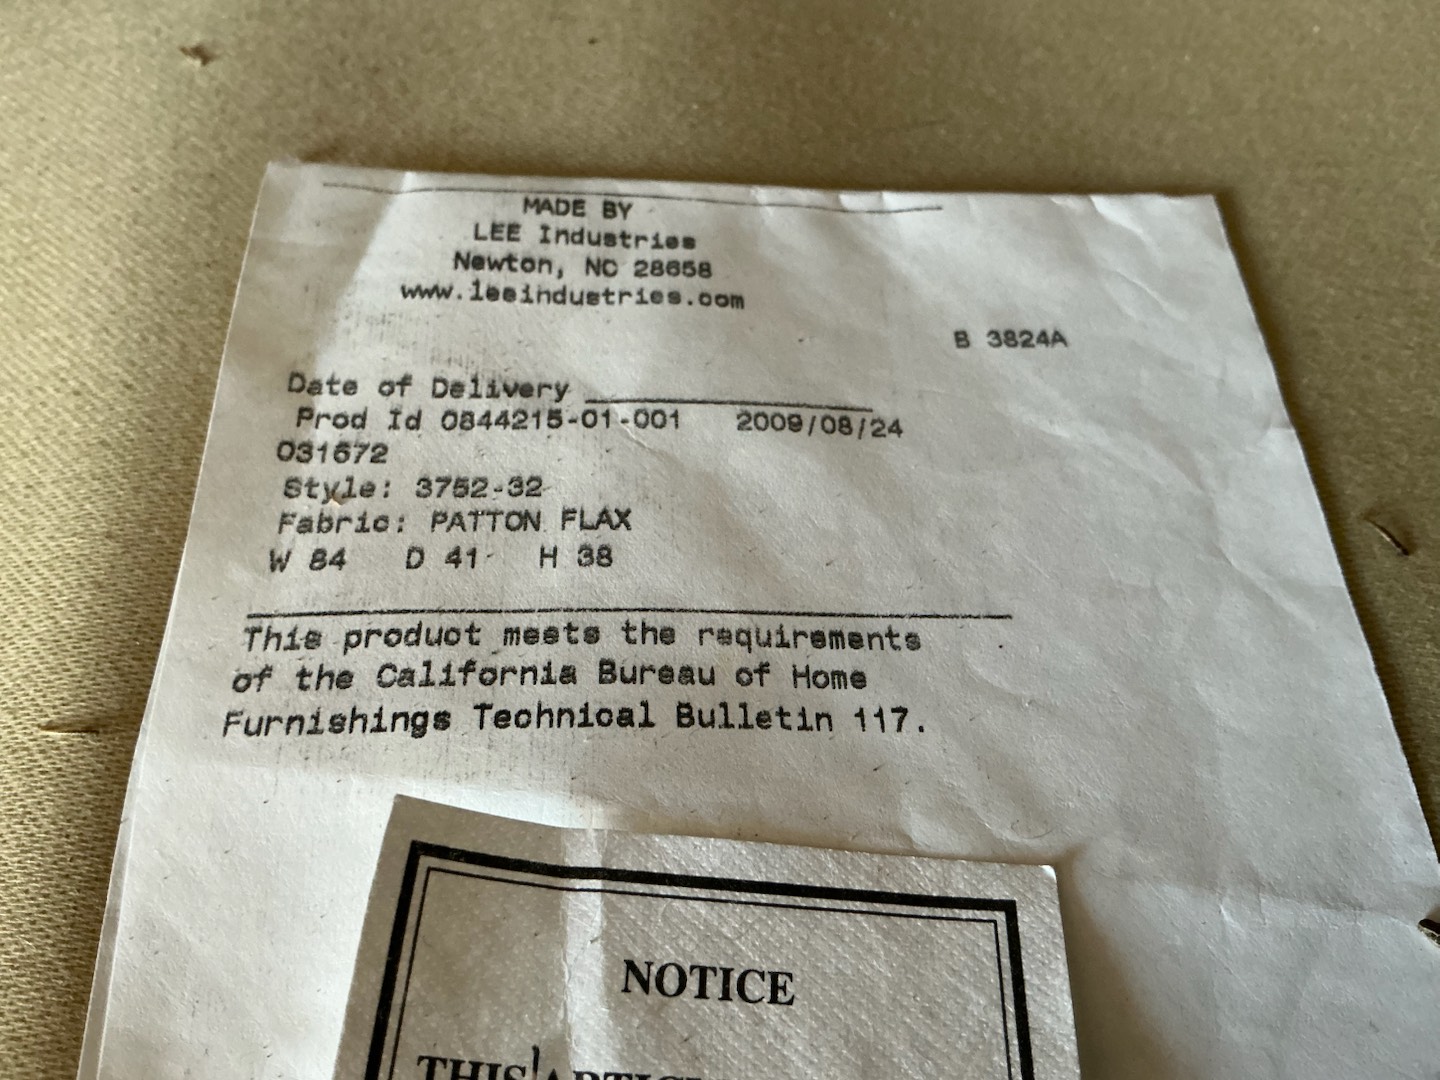 MADE BY
LEE Industries
Newton, NC 28658
www.leeindustries.com
B 3824A
Date of Delivery
Prod Id 0844215-01-001 2009/08/24
031672
Style: 3752-32
Fabric: PATTON FLAX
W 84 D 41 H 38
This product meets the requirements
of the California Bureau of Home
Furnishings Technical Bulletin 117.
NOTICE
THIS